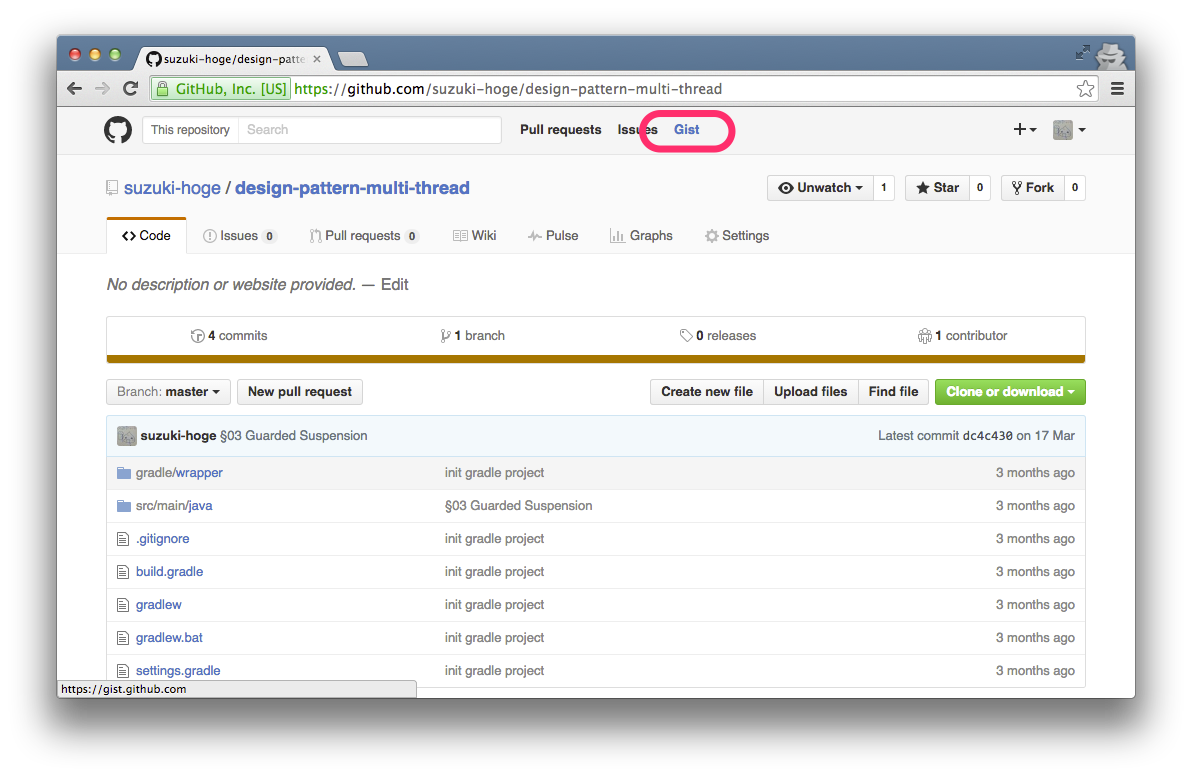 suzuki-hoge/design-patte
GitHub, Inc. [US] https://github.com/suzuki-hoge/design-pattern-multi-thread
This repository Search Pull requests Issues Gist
suzuki-hoge / design-pattern-multi-thread Unwatch 1 Star 0 Fork 0
Code Issues 0 Pull requests 0 Wiki Pulse Graphs Settings
No description or website provided. — Edit
4 commits 1 branch 0 releases 1 contributor
Branch: master New pull request Create new file Upload files Find file Clone or download
suzuki-hoge §03 Guarded Suspension Latest commit dc4c430 on 17 Mar
gradle/wrapper init gradle project 3 months ago
src/main/java §03 Guarded Suspension 3 months ago
.gitignore init gradle project 3 months ago
build.gradle init gradle project 3 months ago
gradlew init gradle project 3 months ago
gradlew.bat init gradle project 3 months ago
settings.gradle init gradle project 3 months ago
https://gist.github.com